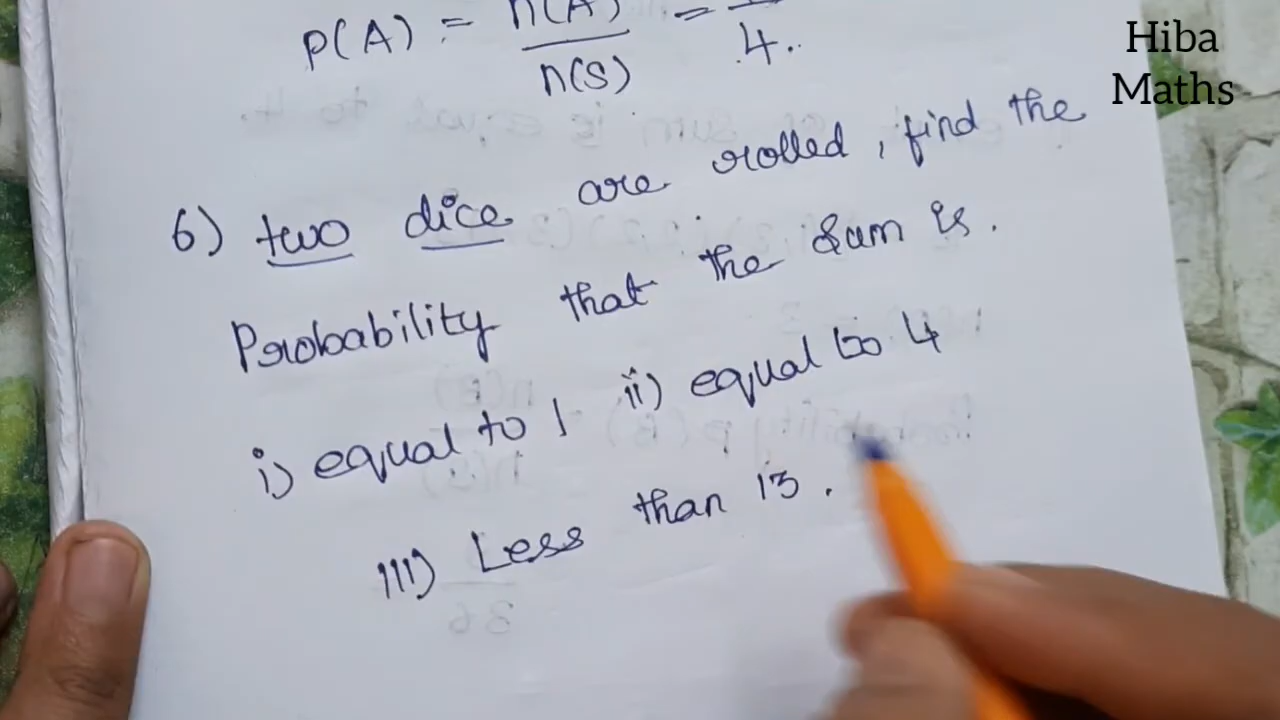 P(A) = n(A) =
n(S) 4.
Hiba
Maths
6) two dice are rolled, find the
Probability that the sum is.
i) equal to 1 ii) equal to 4
iii) Less than 13.